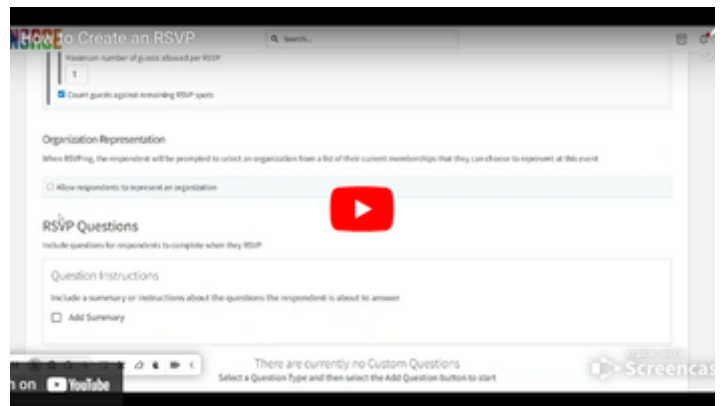 NGAGE
How to Create an RSVP
Search...
Maximum number of guests allowed per RSVP
1
Count guests against remaining RSVP spots
Organization Representation
When RSVPing, the respondent will be prompted to select an organization from a list of their current memberships that they can choose to represent at this event
Allow respondents to represent an organization
RSVP Questions
Include questions for respondents to complete when they RSVP
Question Instructions
Include a summary or instructions about the questions the respondent is about to answer
Add Summary
There are currently no Custom Questions
Select a Question Type and then select the Add Question button to start
h on YouTube
MADE WITH
Screencas